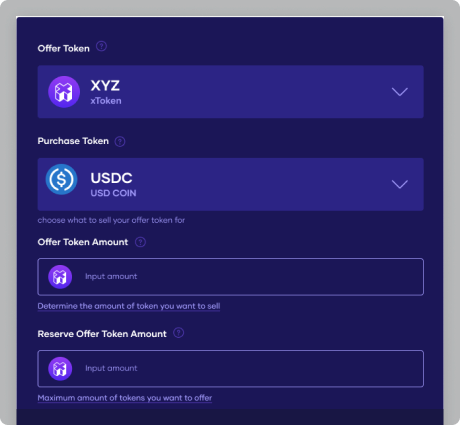 Offer Token
XYZ
xToken
Purchase Token
USDC
USD COIN
choose what to sell your offer token for
Offer Token Amount
Input amount
Determine the amount of token you want to sell
Reserve Offer Token Amount
Input amount
Maximum amount of tokens you want to offer